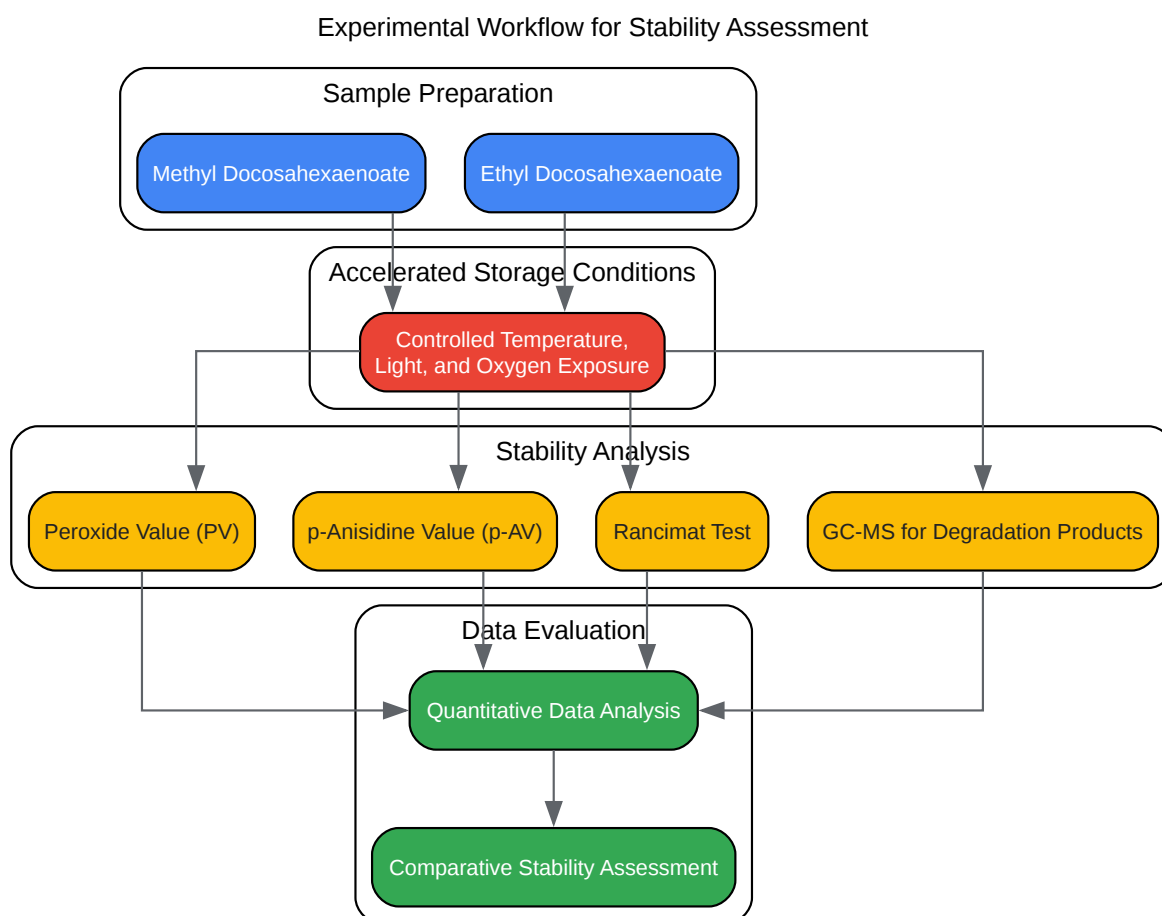 Experimental Workflow for Stability Assessment
Sample Preparation
Methyl Docosahexaenoate
Ethyl Docosahexaenoate
Accelerated Storage Conditions
Controlled Temperature,
Light, and Oxygen Exposure
Stability Analysis
Peroxide Value (PV)
p-Anisidine Value (p-AV)
Rancimat Test
GC-MS for Degradation Products
Data Evaluation
Quantitative Data Analysis
Comparative Stability Assessment